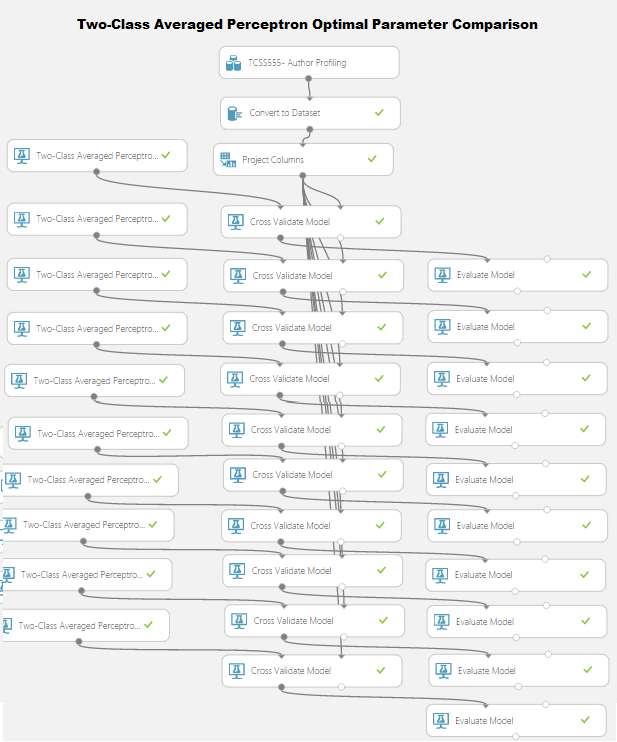 Two-Class Averaged Perceptron Optimal Parameter Comparison
TCSS555- Author Profiling
Convert to Dataset
Two-Class Averaged Perceptro...
Project Columns
Two-Class Averaged Perceptro...
Cross Validate Model
Two-Class Averaged Perceptro...
Cross Validate Model
Evaluate Model
Two-Class Averaged Perceptro...
Cross Validate Model
Evaluate Model
Two-Class Averaged Perceptro...
Cross Validate Model
Evaluate Model
Two-Class Averaged Perceptro...
Cross Validate Model
Evaluate Model
Two-Class Averaged Perceptro...
Cross Validate Model
Evaluate Model
Two-Class Averaged Perceptro...
Cross Validate Model
Evaluate Model
Two-Class Averaged Perceptro...
Cross Validate Model
Evaluate Model
Two-Class Averaged Perceptro...
Cross Validate Model
Evaluate Model
Cross Validate Model
Evaluate Model
Evaluate Model